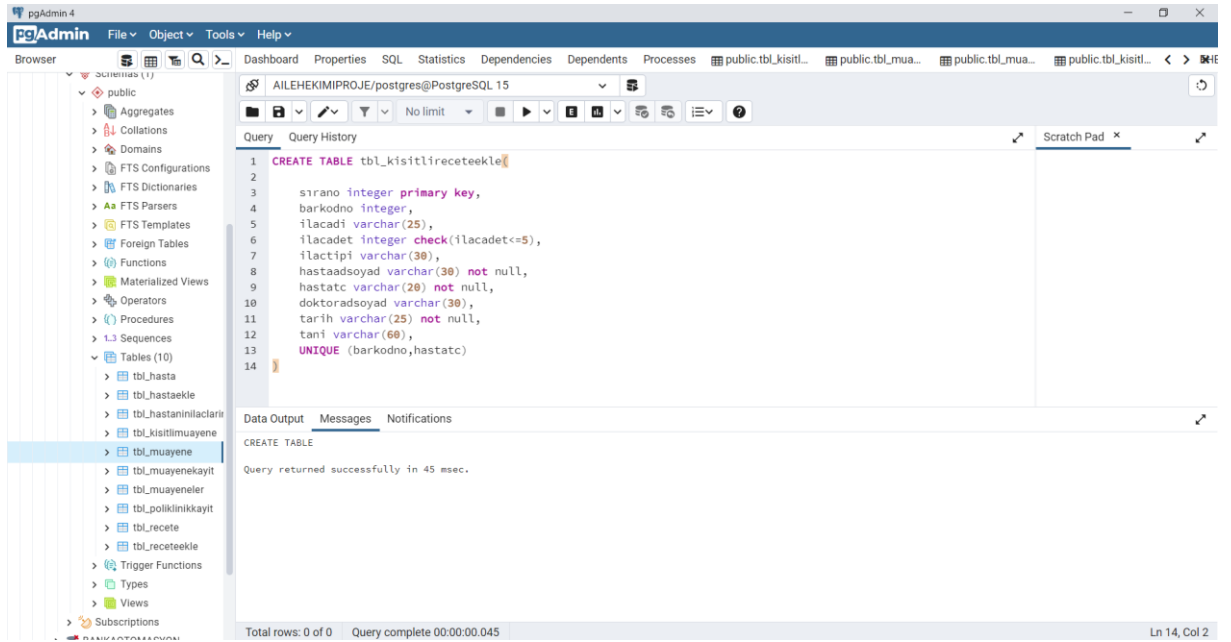 pgAdmin 4
pgAdmin File Object Tools Help
Browser Dashboard Properties SQL Statistics Dependencies Dependents Processes public.tbl_kisitl... public.tbl_mua... public.tbl_mua... public.tbl_kisitl...
Schemas (1)
public
Aggregates
Collations
Domains
FTS Configurations
FTS Dictionaries
Aa FTS Parsers
FTS Templates
Foreign Tables
Functions
Materialized Views
Operators
Procedures
1..3 Sequences
Tables (10)
tbl_hasta
tbl_hastaekle
tbl_hastaninilaclarin
tbl_kisitlimuayene
tbl_muayene
tbl_muayenekayit
tbl_muayeneler
tbl_poliklinikkayit
tbl_recete
tbl_receteekle
Trigger Functions
Types
Views
Subscriptions
BANKAOTOMASYON
AILEHEKIMIPROJE/postgres@PostgreSQL 15
No limit
Query Query History
Scratch Pad
1 CREATE TABLE tbl_kisitlireceteekle(
2
3 sırano integer primary key,
4 barkodno integer,
5 ilacadi varchar(25),
6 ilacadet integer check(ilacadet<=5),
7 ilactipi varchar(30),
8 hastaadsoyad varchar(30) not null,
9 hastatc varchar(20) not null,
10 doktoradsoyad varchar(30),
11 tarih varchar(25) not null,
12 tani varchar(60),
13 UNIQUE (barkodno,hastatc)
14 )
Data Output Messages Notifications
CREATE TABLE
Query returned successfully in 45 msec.
Total rows: 0 of 0 Query complete 00:00:00.045 Ln 14, Col 2